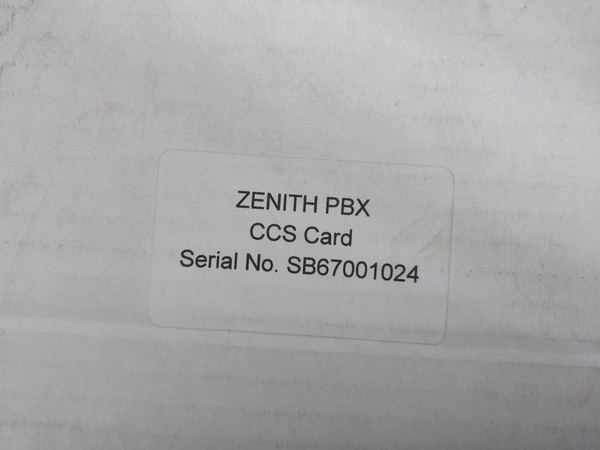 ZENITH PBX
CCS Card
Serial No. SB67001024